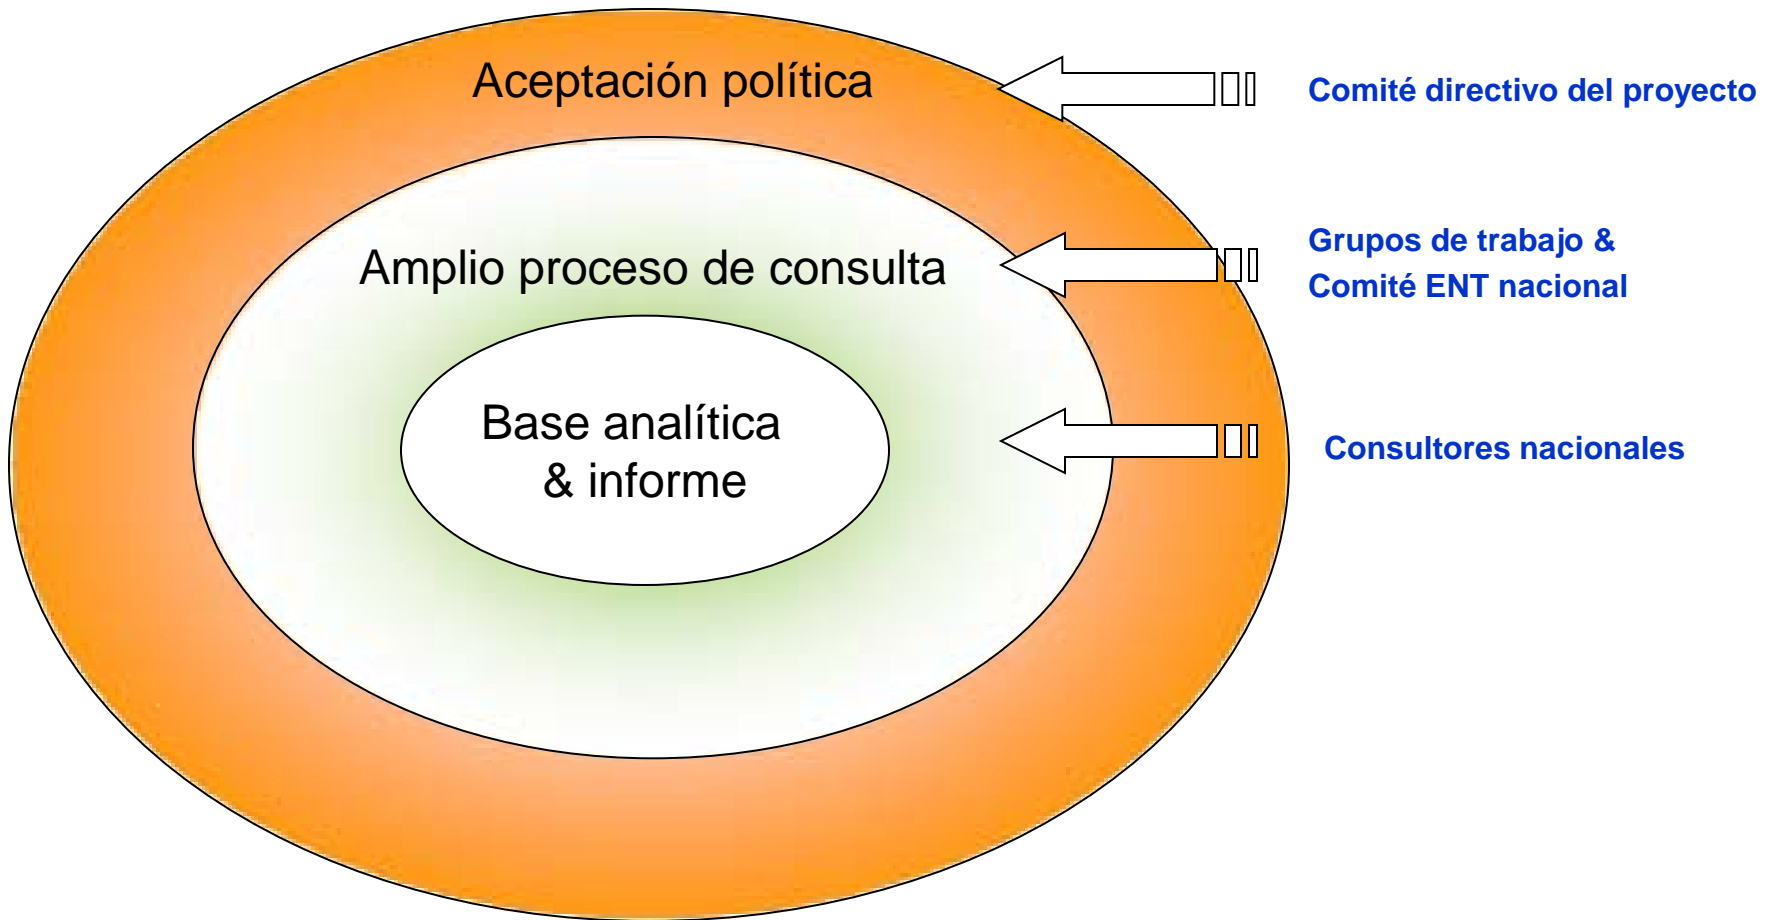 Aceptación política
Comité directivo del proyecto
Amplio proceso de consulta
Grupos de trabajo &
Comité ENT nacional
Base analítica
& informe
Consultores nacionales